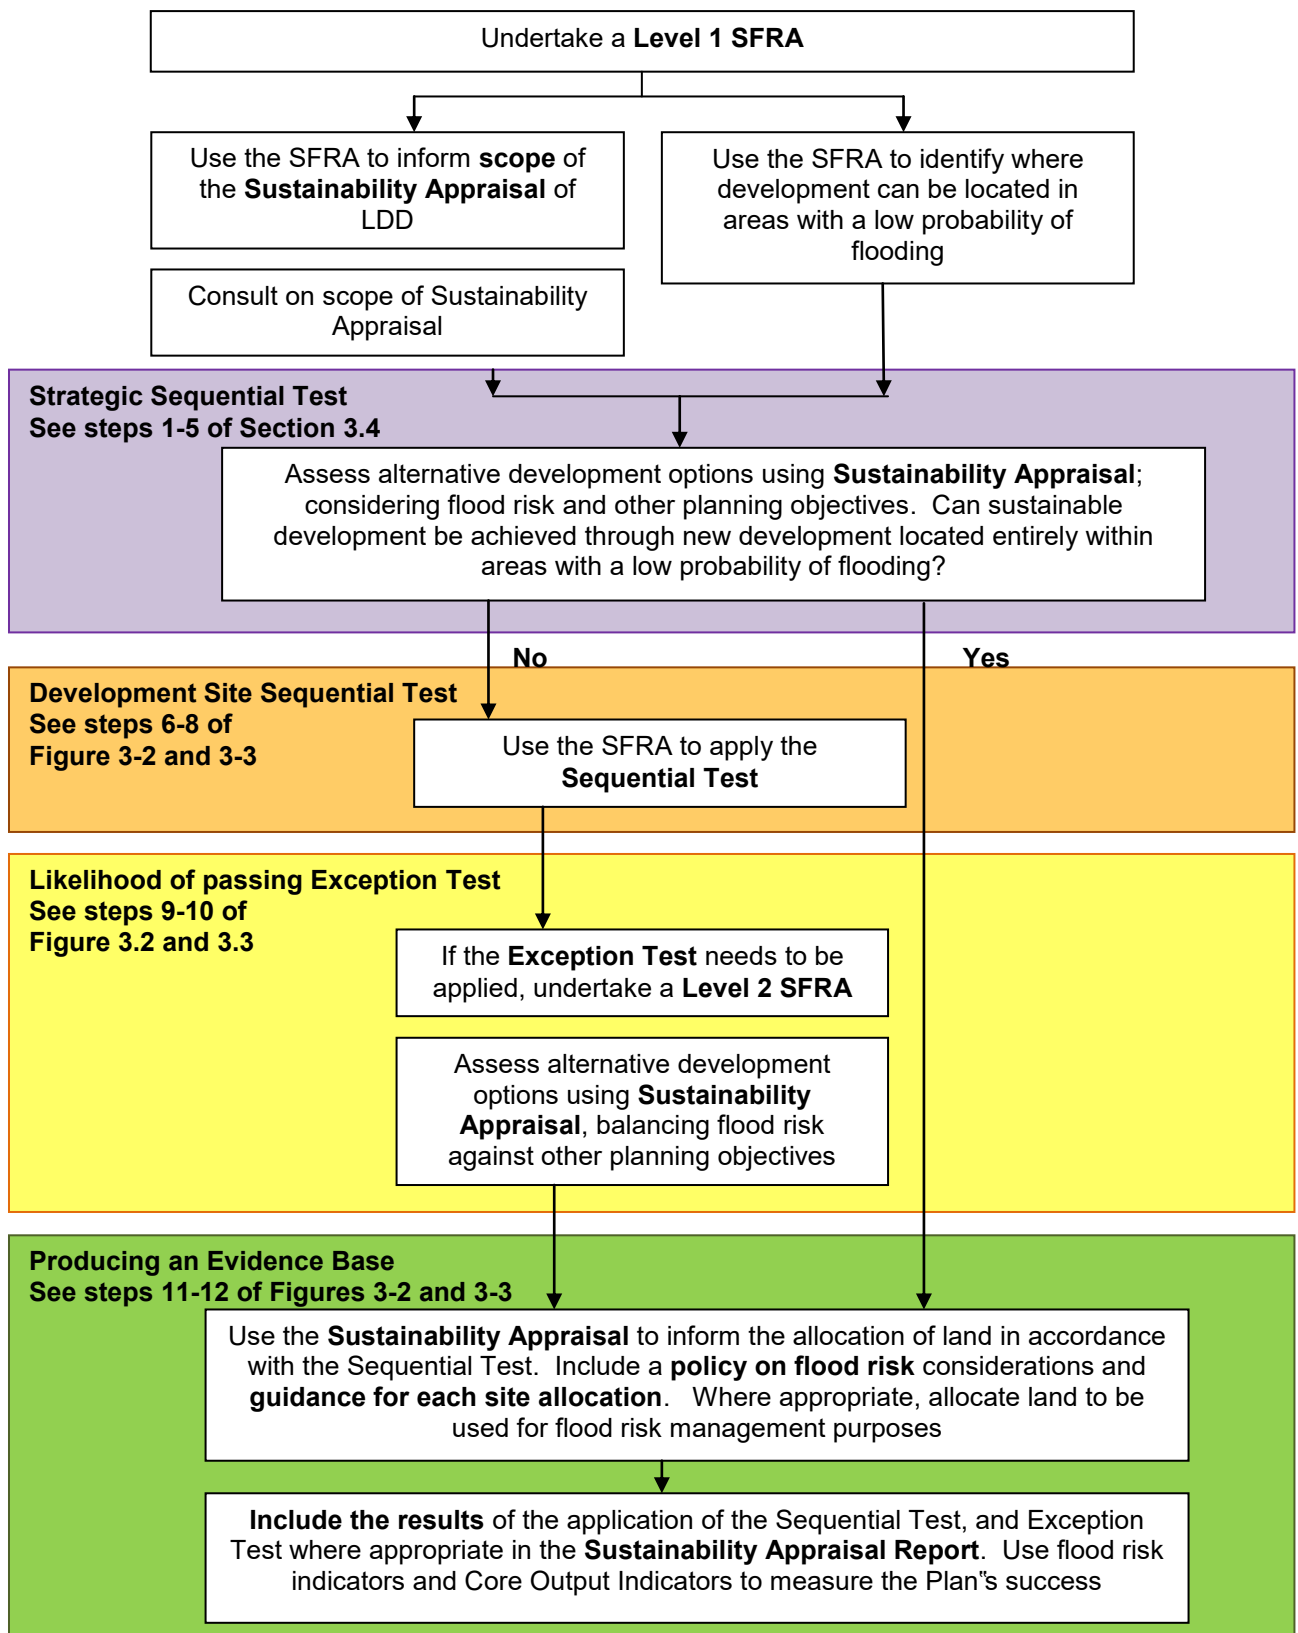 Undertake a Level 1 SFRA
Use the SFRA to inform scope of
the Sustainability Appraisal of
LDD
Use the SFRA to identify where
development can be located in
areas with a low probability of
flooding
Consult on scope of Sustainability
Appraisal
Strategic Sequential Test
See steps 1-5 of Section 3.4
Assess alternative development options using Sustainability Appraisal;
considering flood risk and other planning objectives.  Can sustainable
development be achieved through new development located entirely within
areas with a low probability of flooding?
No
Yes
Development Site Sequential Test
See steps 6-8 of
Figure 3-2 and 3-3
Use the SFRA to apply the
Sequential Test
Likelihood of passing Exception Test
See steps 9-10 of
Figure 3.2 and 3.3
If the Exception Test needs to be
applied, undertake a Level 2 SFRA
Assess alternative development
options using Sustainability
Appraisal, balancing flood risk
against other planning objectives
Producing an Evidence Base
See steps 11-12 of Figures 3-2 and 3-3
Use the Sustainability Appraisal to inform the allocation of land in accordance
with the Sequential Test.  Include a policy on flood risk considerations and
guidance for each site allocation.   Where appropriate, allocate land to be
used for flood risk management purposes
Include the results of the application of the Sequential Test, and Exception
Test where appropriate in the Sustainability Appraisal Report.  Use flood risk
indicators and Core Output Indicators to measure the Plan‟s success